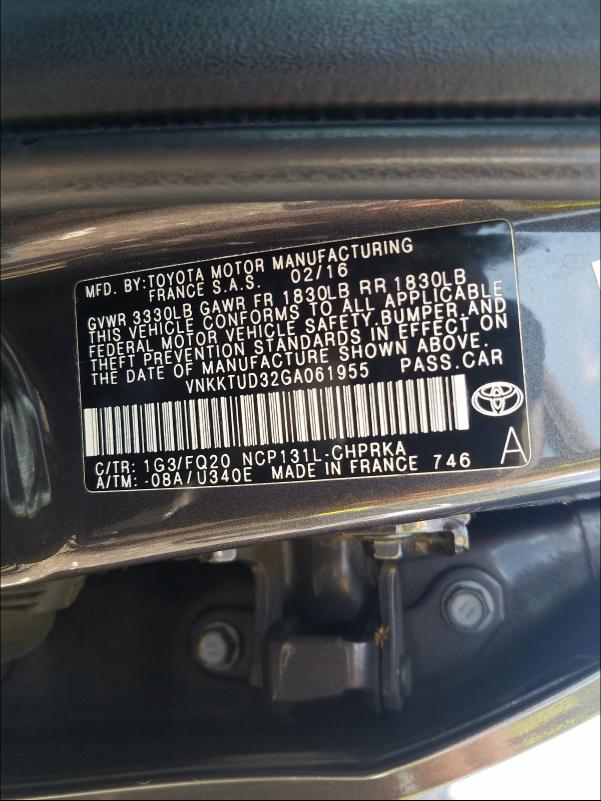 MFD. BY:TOYOTA MOTOR MANUFACTURING
FRANCE S.A.S. 02/16
GVWR 3330LB GAWR FR 1830LB RR 1830LB
THIS VEHICLE CONFORMS TO ALL APPLICABLE
FEDERAL MOTOR VEHICLE SAFETY, BUMPER, AND
THEFT PREVENTION STANDARDS IN EFFECT ON
THE DATE OF MANUFACTURE SHOWN ABOVE.
VNKKTUD32GA061955 PASS.CAR
C/TR: 1G3/FQ20 NCP131L-CHPRKA
A/TM: -08A/U340E MADE IN FRANCE 746 A